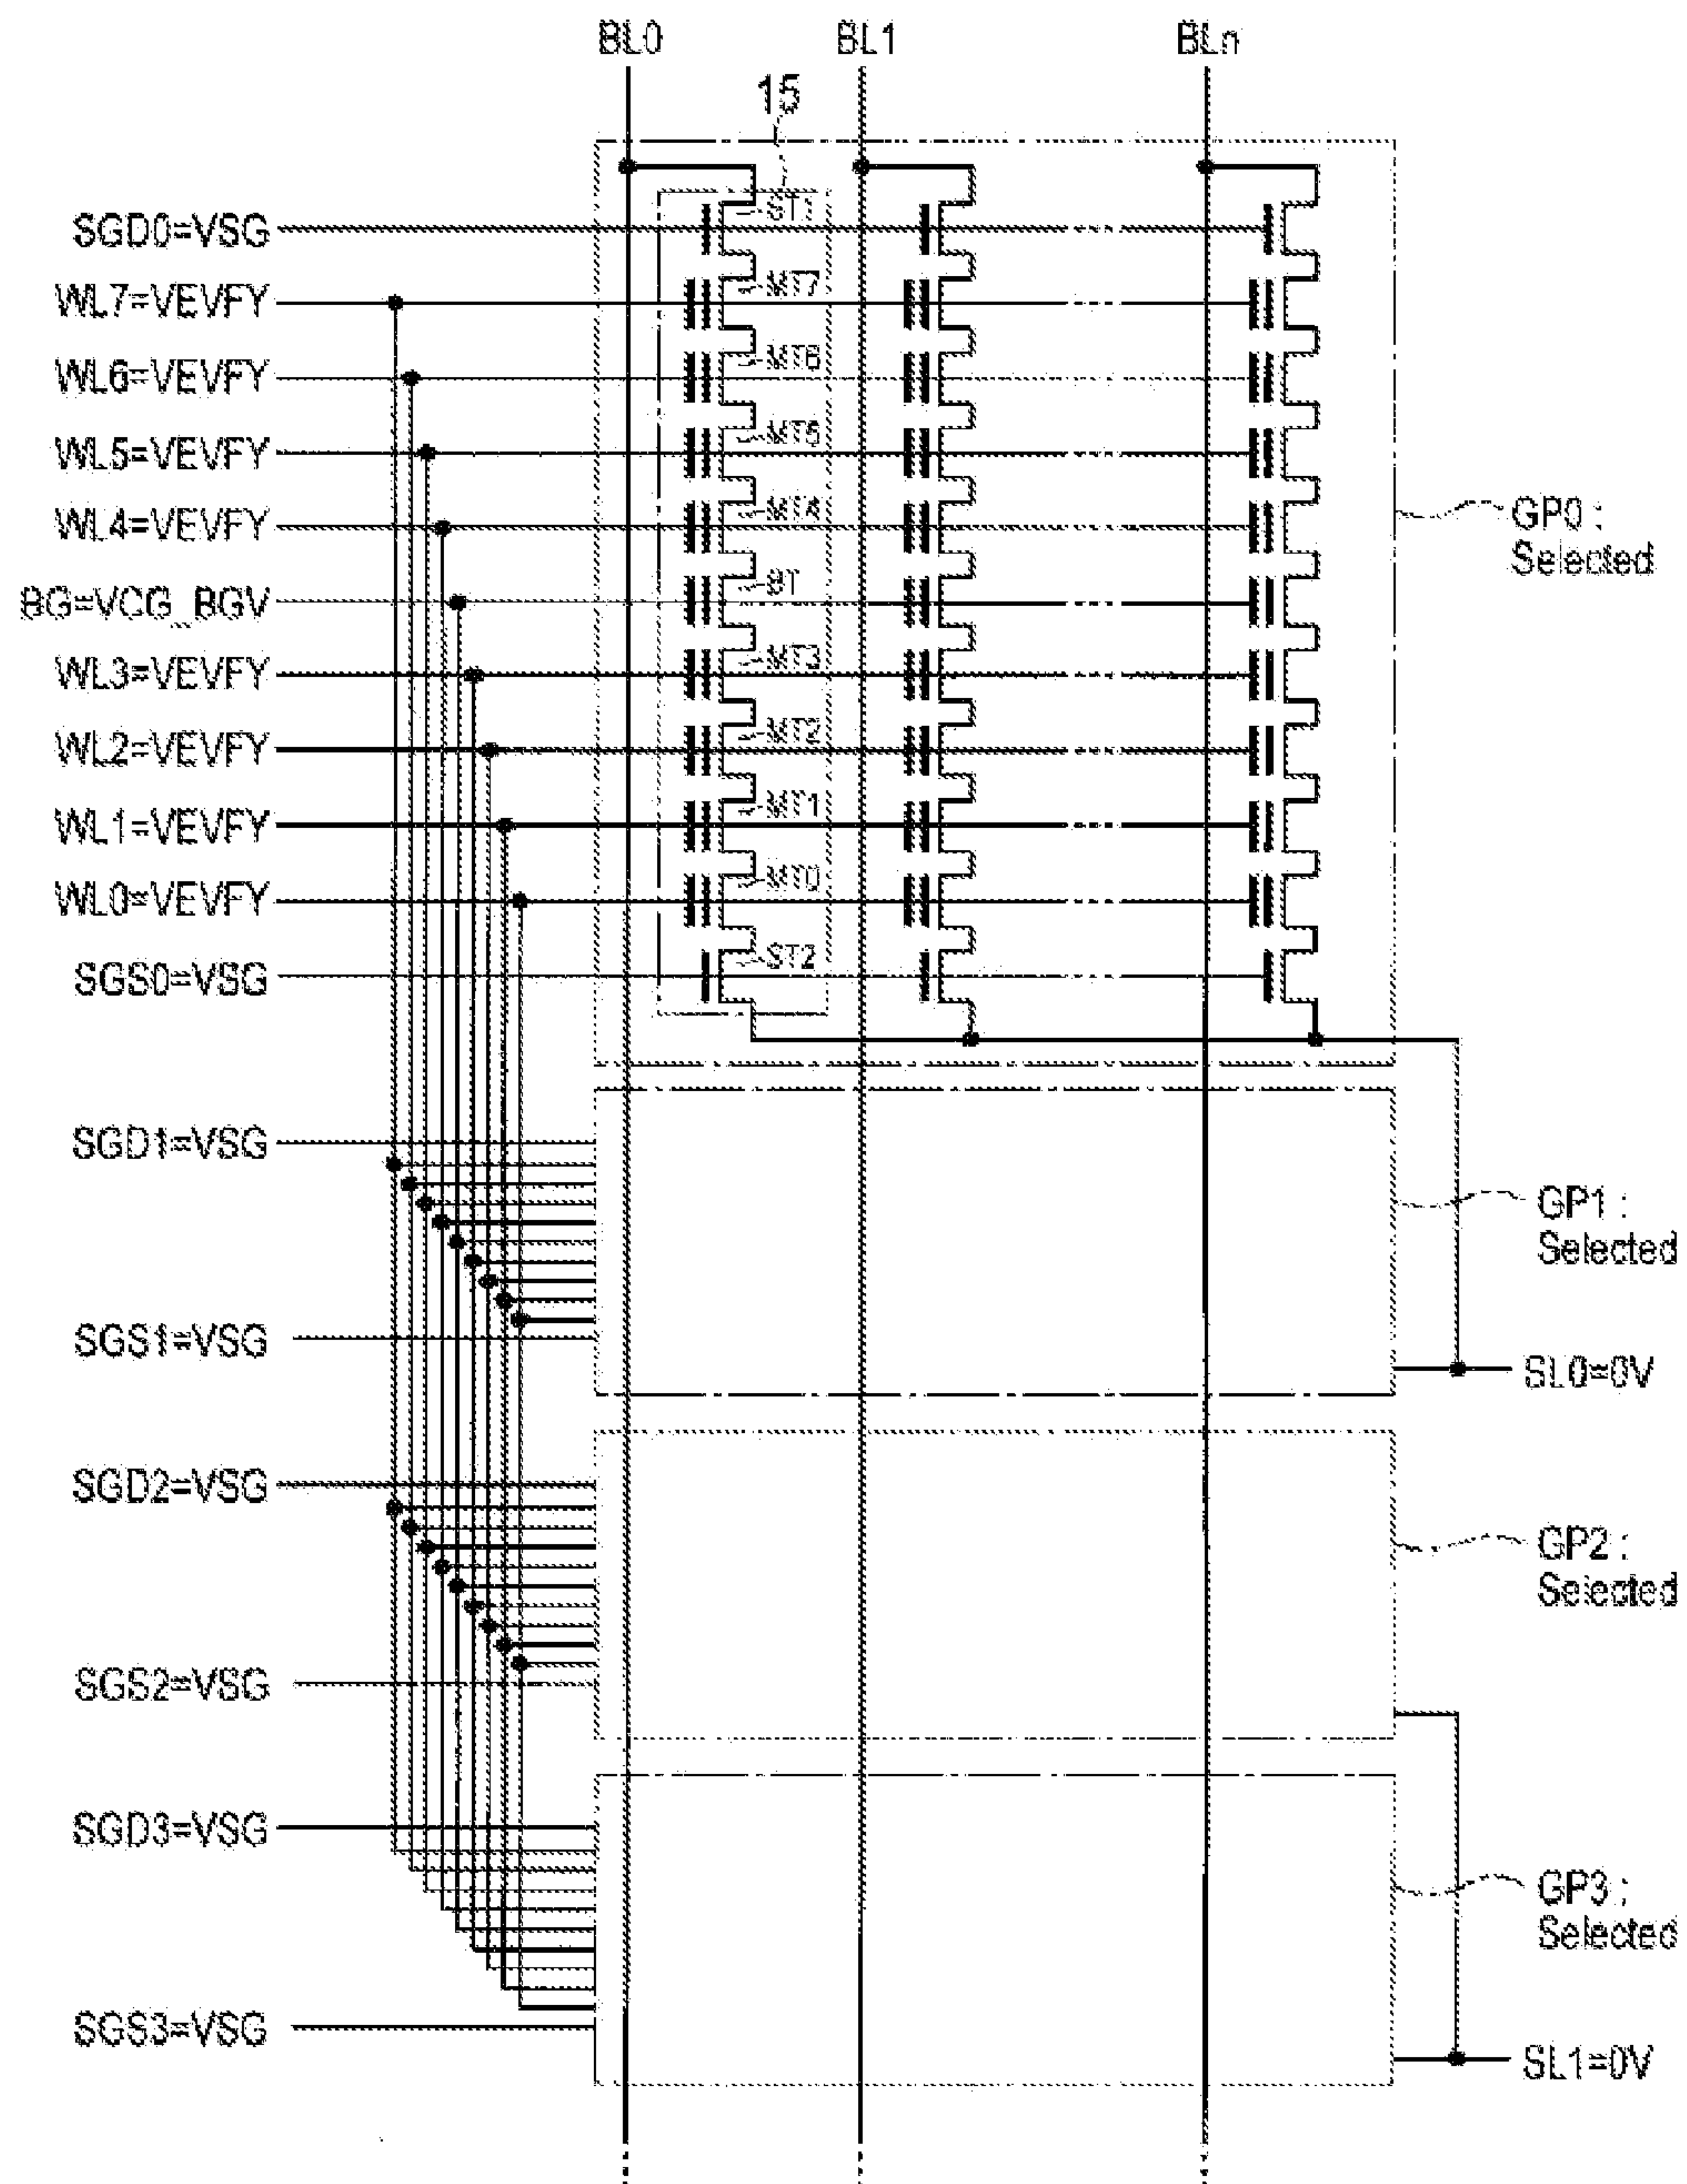 BL0 BL1 BLn
15
SGD0=VSG
ST1
WL7=VEVFY
MT7
WL6=VEVFY
MT6
WL5=VEVFY
MT5
WL4=VEVFY
MT4
GP0 :
Selected
BG=VCG_BGV
BT
WL3=VEVFY
MT3
WL2=VEVFY
MT2
WL1=VEVFY
MT1
WL0=VEVFY
MT0
SGS0=VSG
ST2
SGD1=VSG
GP1 :
Selected
SGS1=VSG
SL0=0V
SGD2=VSG
GP2 :
Selected
SGS2=VSG
SGD3=VSG
GP3 :
Selected
SGS3=VSG
SL1=0V